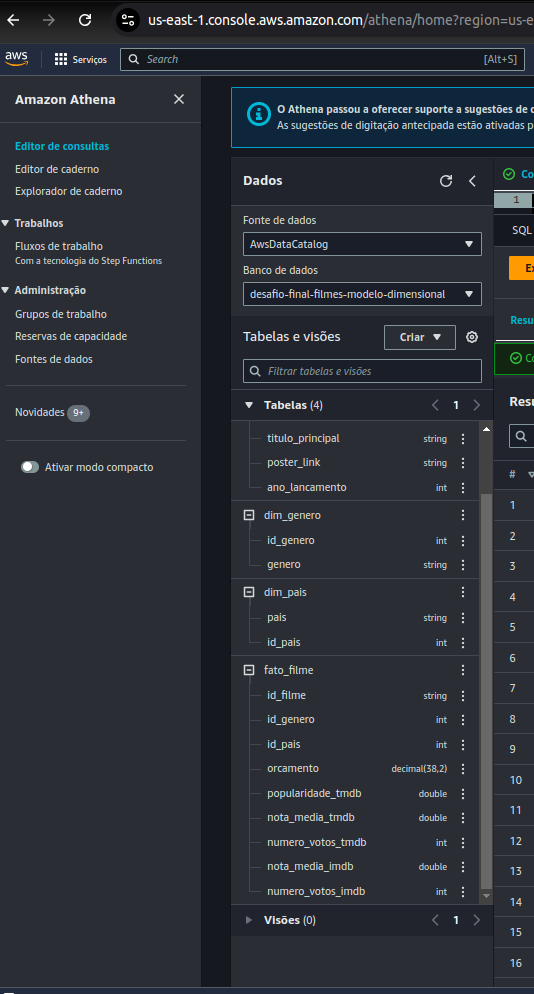 us-east-1.console.aws.amazon.com/athena/home?region=us-e
aws
Serviços
Search
[Alt+S]
Amazon Athena
Editor de consultas
Editor de caderno
Explorador de caderno
Trabalhos
Fluxos de trabalho
Com a tecnologia do Step Functions
Administração
Grupos de trabalho
Reservas de capacidade
Fontes de dados
Novidades 9+
Ativar modo compacto
O Athena passou a oferecer suporte a sugestões de
As sugestões de digitação antecipada estão ativadas
Dados
Fonte de dados
AwsDataCatalog
Banco de dados
desafio-final-filmes-modelo-dimensional
Tabelas e visões
Criar
Filtrar tabelas e visões
Tabelas (4)
1
titulo_principal string
poster_link string
ano_lancamento int
dim_genero
id_genero int
genero string
dim_pais
pais string
id_pais int
fato_filme
id_filme string
id_genero int
id_pais int
orcamento decimal(38,2)
popularidade_tmdb double
nota_media_tmdb double
numero_votos_tmdb int
nota_media_imdb double
numero_votos_imdb int
Visões (0)
1
Co
1
SQL
Ex
Resu
Co
Resu
#
1
2
3
4
5
6
7
8
9
10
11
12
13
14
15
16